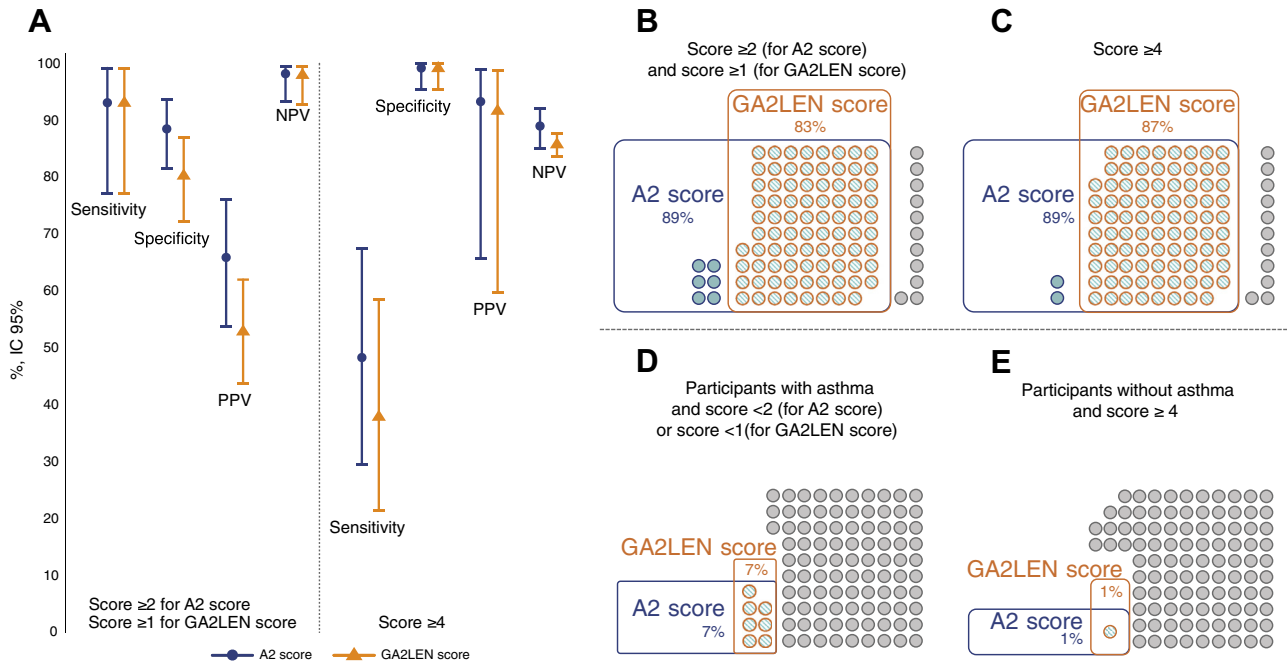 A
100
90
80
70
60
50
40
30
20
10
0
%, IC 95%
Sensitivity
Specificity
PPV
NPV
Sensitivity
Specificity
PPV
NPV
Score ≥2 for A2 score
Score ≥1 for GA2LEN score
Score ≥4
A2 score
GA2LEN score
B
Score ≥2 (for A2 score)
and score ≥1 (for GA2LEN score)
GA2LEN score
83%
A2 score
89%
C
Score ≥4
GA2LEN score
87%
A2 score
89%
D
Participants with asthma
and score <2 (for A2 score)
or score <1(for GA2LEN score)
GA2LEN score
7%
A2 score
7%
E
Participants without asthma
and score ≥ 4
GA2LEN score
1%
A2 score
1%